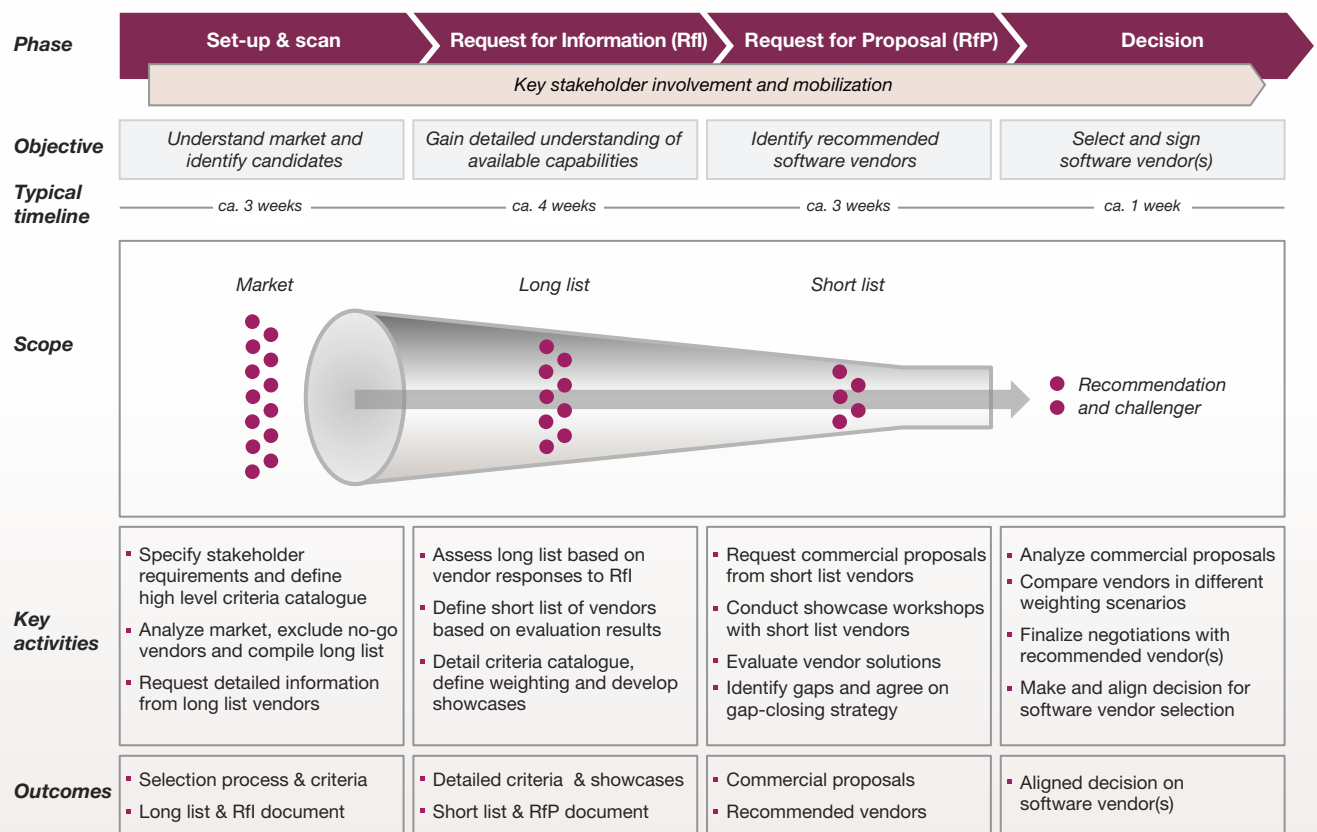 Phase
Set-up & scan
Request for Information (RfI)
Request for Proposal (RfP)
Decision
Key stakeholder involvement and mobilization
Objective
Understand market and
identify candidates
Gain detailed understanding of
available capabilities
Identify recommended
software vendors
Select and sign
software vendor(s)
Typical
timeline
ca. 3 weeks
ca. 4 weeks
ca. 3 weeks
ca. 1 week
Scope
Market
Long list
Short list
Recommendation
and challenger
Key
activities
Specify stakeholder
requirements and define
high level criteria catalogue
Analyze market, exclude no-go
vendors and compile long list
Request detailed information
from long list vendors
Assess long list based on
vendor responses to RfI
Define short list of vendors
based on evaluation results
Detail criteria catalogue,
define weighting and develop
showcases
Request commercial proposals
from short list vendors
Conduct showcase workshops
with short list vendors
Evaluate vendor solutions
Identify gaps and agree on
gap-closing strategy
Analyze commercial proposals
Compare vendors in different
weighting scenarios
Finalize negotiations with
recommended vendor(s)
Make and align decision for
software vendor selection
Outcomes
Selection process & criteria
Long list & RfI document
Detailed criteria & showcases
Short list & RfP document
Commercial proposals
Recommended vendors
Aligned decision on
software vendor(s)